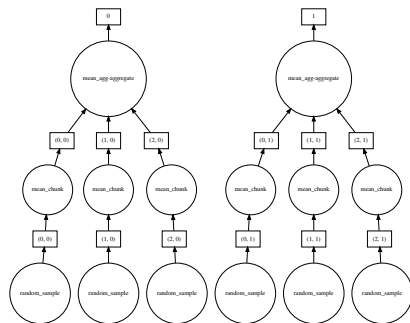 0 1
mean_agg-aggregate mean_agg-aggregate
(0, 0) (1, 0) (2, 0) (0, 1) (1, 1) (2, 1)
mean_chunk mean_chunk mean_chunk mean_chunk mean_chunk mean_chunk
(0, 0) (1, 0) (2, 0) (0, 1) (1, 1) (2, 1)
random_sample random_sample random_sample random_sample random_sample random_sample